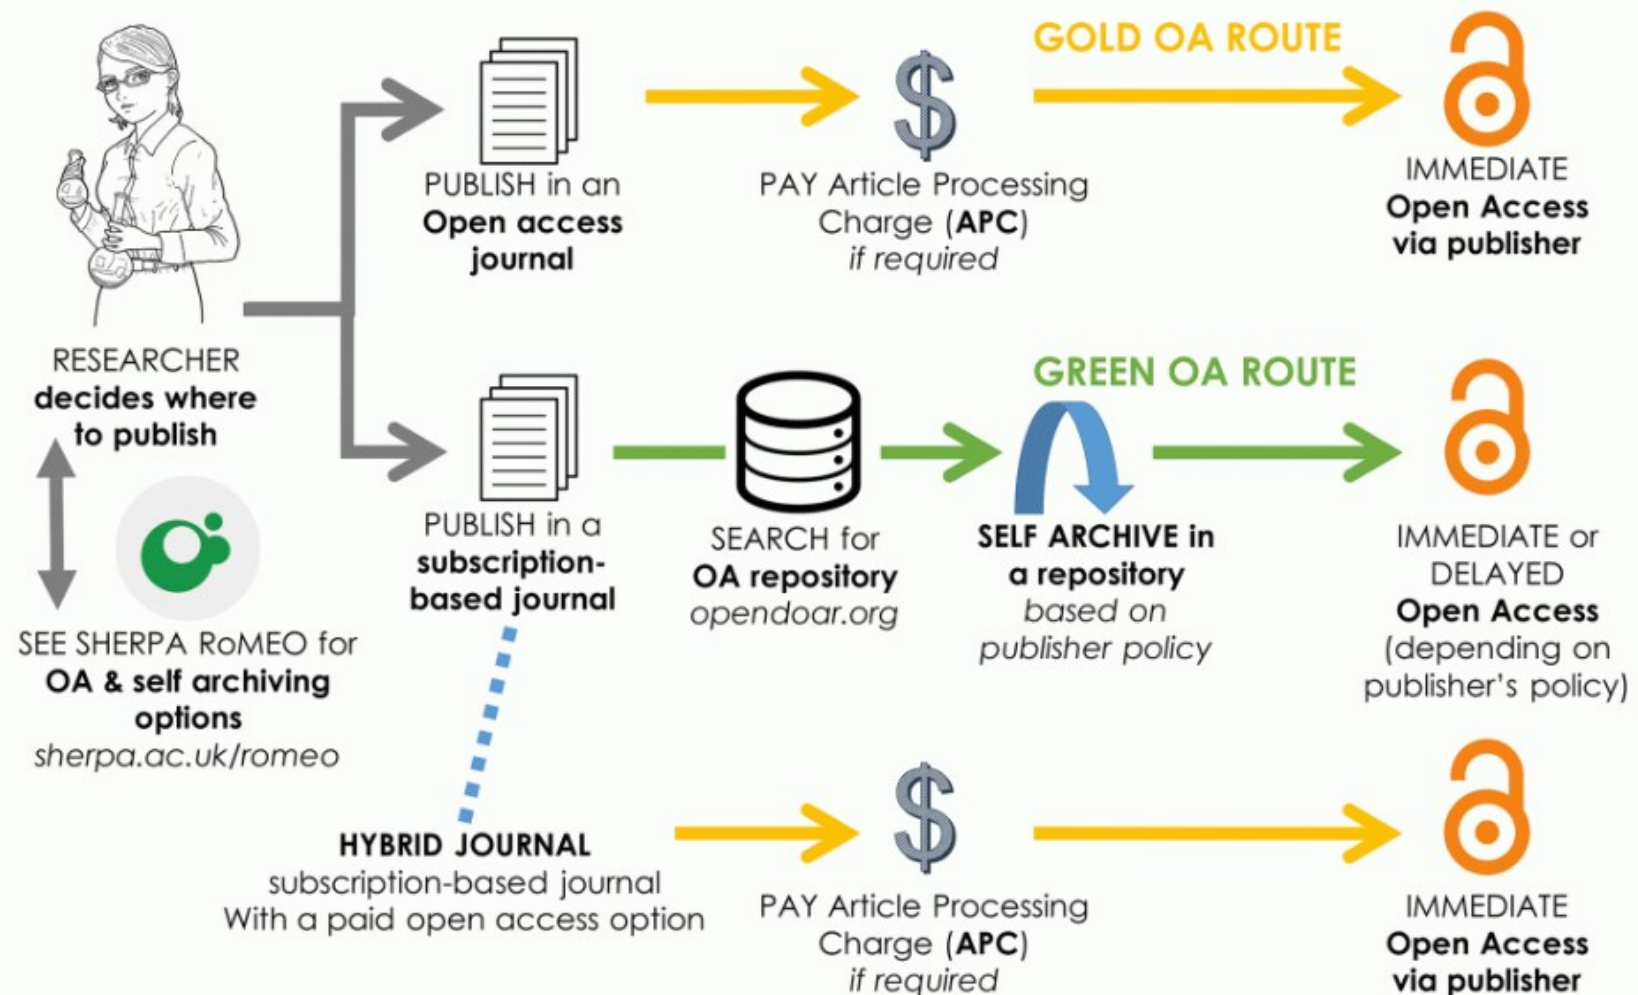 GOLD OA ROUTE
PUBLISH in an
Open access
journal
PAY Article Processing
Charge (APC)
if required
IMMEDIATE
Open Access
via publisher
RESEARCHER
decides where
to publish
SEE SHERPA RoMEO for
OA & self archiving
options
sherpa.ac.uk/romeo
GREEN OA ROUTE
PUBLISH in a
subscription-
based journal
SEARCH for
OA repository
opendoar.org
SELF ARCHIVE in
a repository
based on
publisher policy
IMMEDIATE or
DELAYED
Open Access
(depending on
publisher's policy)
HYBRID JOURNAL
subscription-based journal
With a paid open access option
PAY Article Processing
Charge (APC)
if required
IMMEDIATE
Open Access
via publisher